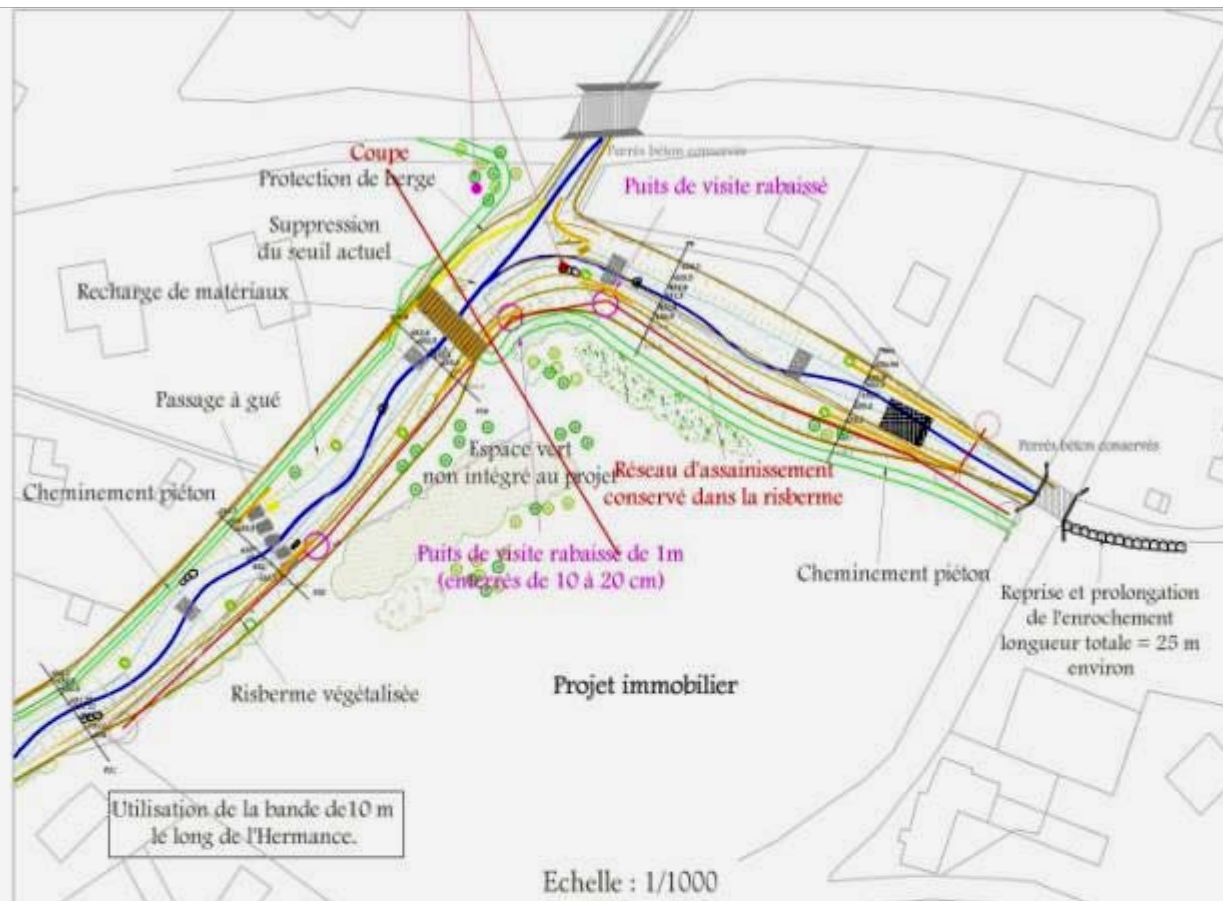 Perrés béton conservés
Coupe
Protection de berge
Puits de visite rabaissé
Suppression
du seuil actuel
Recharge de matériaux
Passage à gué
Espace vert
non intégré au projet
Réseau d'assainissement
conservé dans la risberme
Perrés béton conservés
Cheminement piéton
Puits de visite rabaissé de 1m
(enterrés de 10 à 20 cm)
Cheminement piéton
Reprise et prolongation
de l'enrochement
longueur totale = 25 m
environ
Risberme végétalisée
Projet immobilier
Utilisation de la bande de10 m
le long de l'Hermance.
Echelle : 1/1000